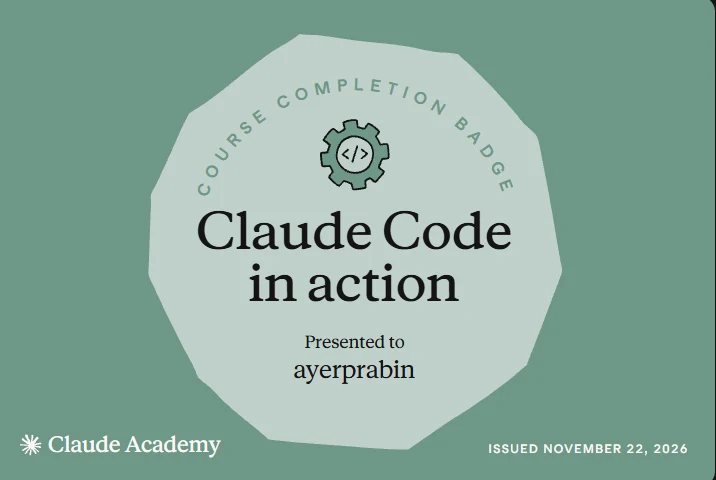 COURSE COMPLETION BADGE
</>
Claude Code
in action
Presented to
ayerprabin
Claude Academy
ISSUED NOVEMBER 22, 2026